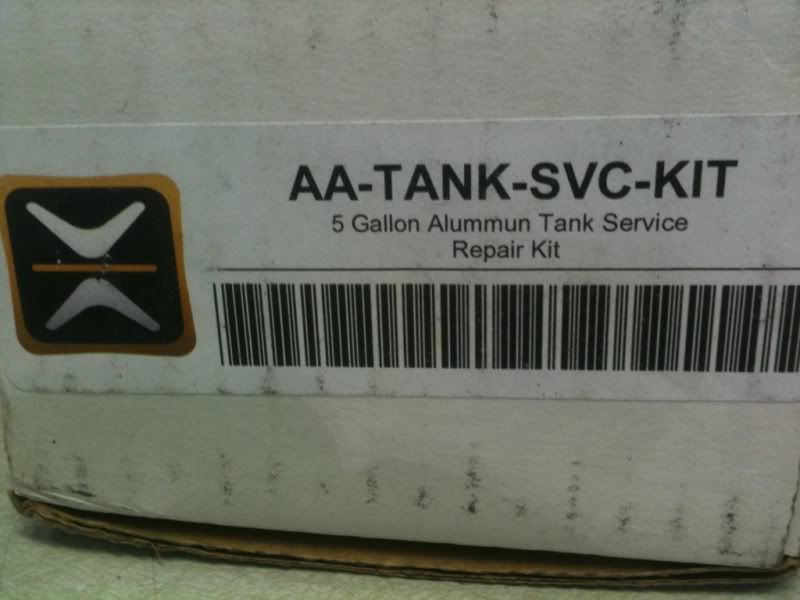 AA-TANK-SVC-KIT
5 Gallon Alummun Tank Service
Repair Kit